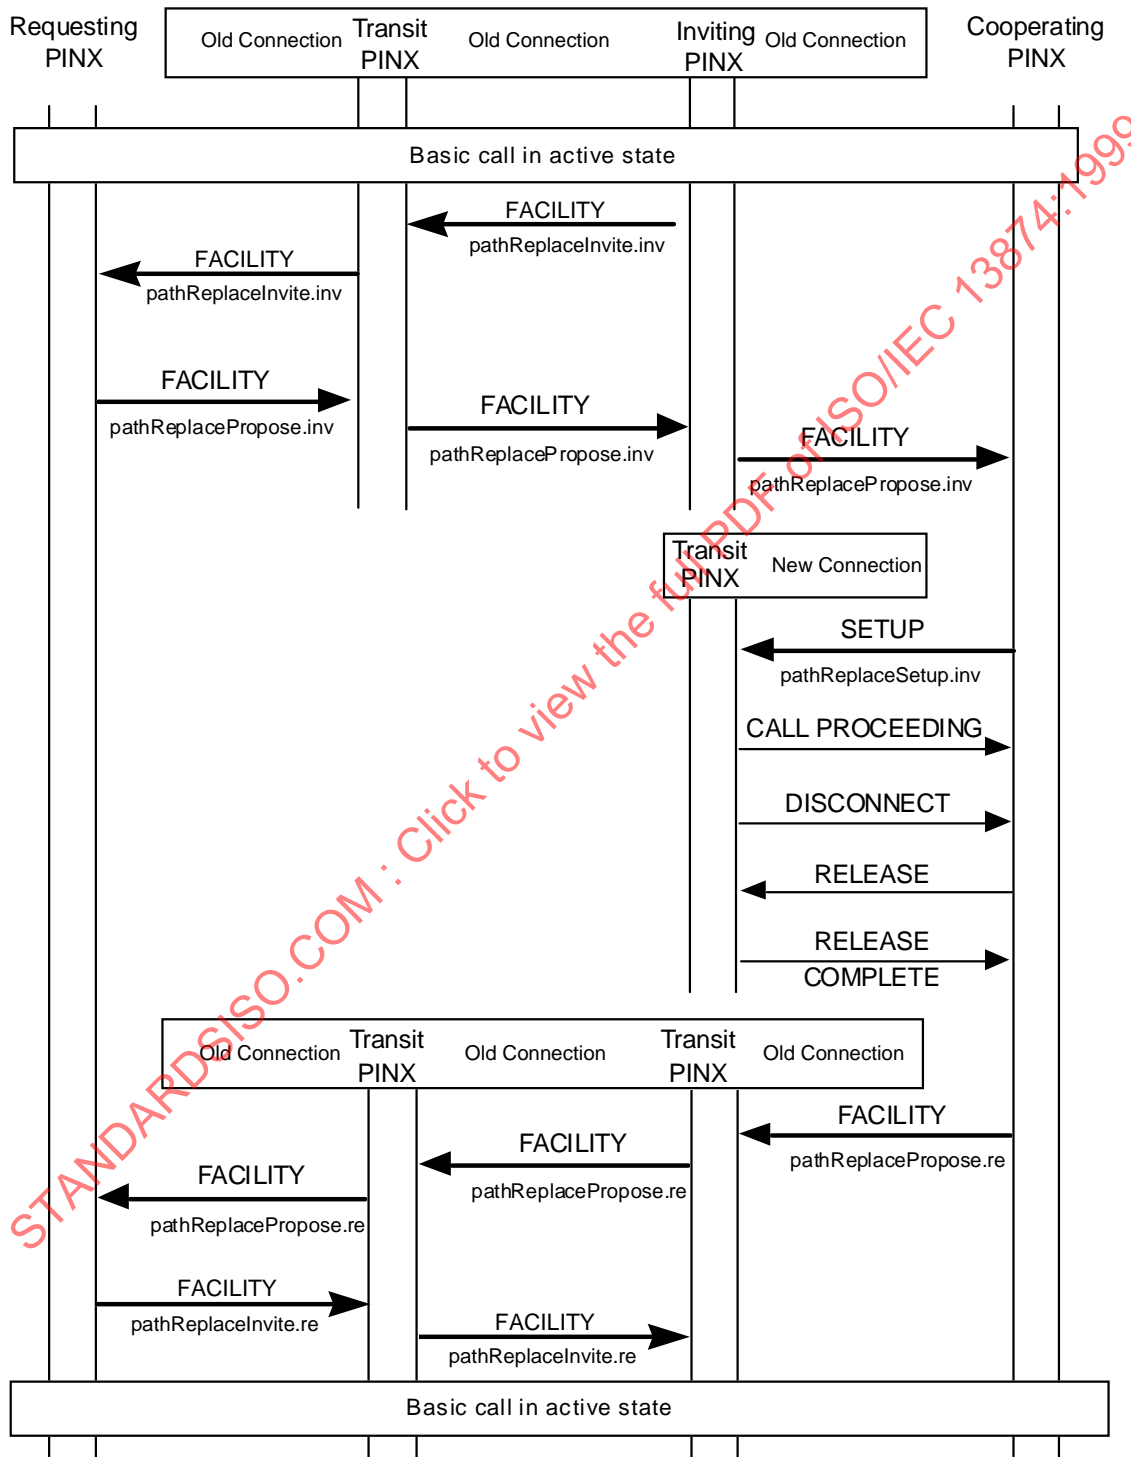 Requesting PINX
Old Connection
Transit PINX
Old Connection
Inviting PINX
Old Connection
Cooperating PINX
Basic call in active state
FACILITY
pathReplaceInvite.inv
FACILITY
pathReplaceInvite.inv
FACILITY
pathReplacePropose.inv
FACILITY
pathReplacePropose.inv
FACILITY
pathReplacePropose.inv
Transit PINX
New Connection
SETUP
pathReplaceSetup.inv
CALL PROCEEDING
DISCONNECT
RELEASE
RELEASE
COMPLETE
Old Connection
Transit PINX
Old Connection
Transit PINX
Old Connection
FACILITY
pathReplacePropose.re
FACILITY
pathReplacePropose.re
FACILITY
pathReplacePropose.re
FACILITY
pathReplaceInvite.re
FACILITY
pathReplaceInvite.re
Basic call in active state
STANDARDSISO.COM : Click to view the full PDF of ISO/IEC 13874:1999